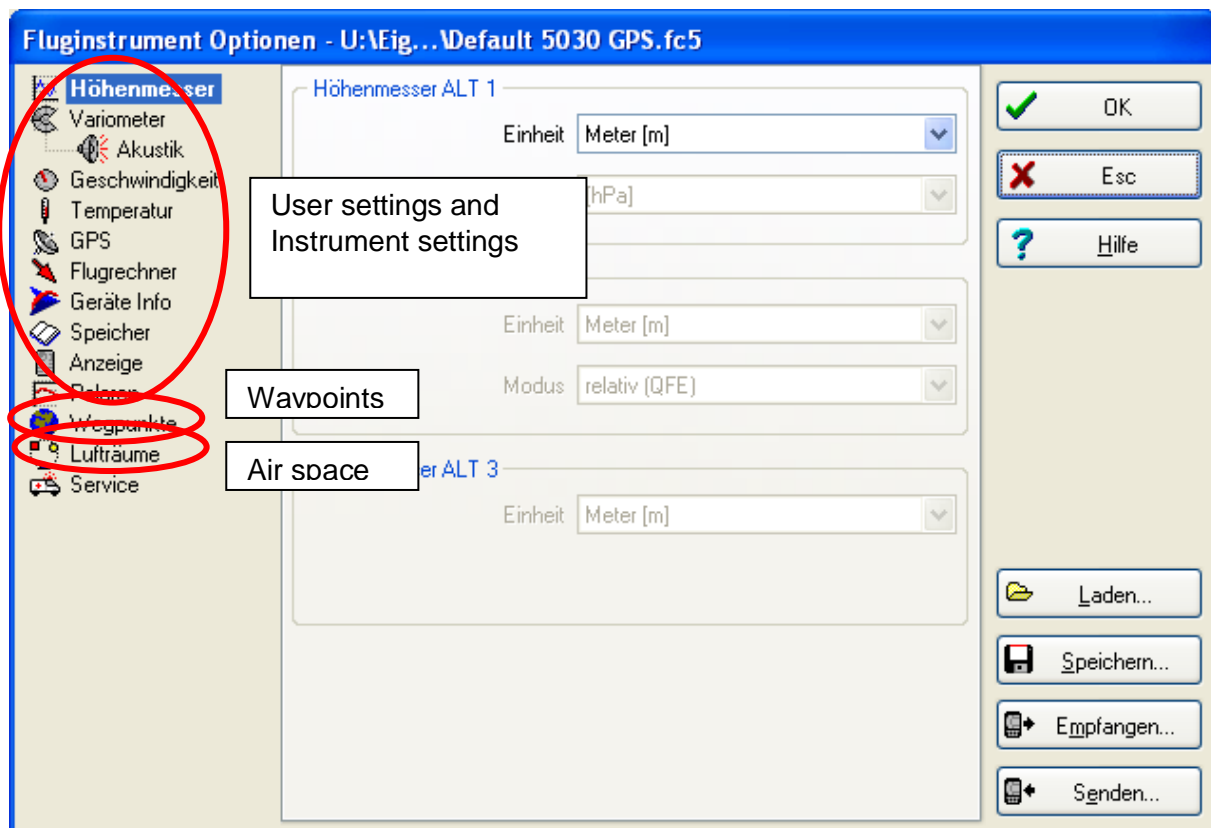 Fluginstrument Optionen - U:\Eig...\Default 5030 GPS.fc5
Höhenmesser
Variometer
Akustik
Geschwindigkeit
Temperatur
GPS
Flugrechner
Geräte Info
Speicher
Anzeige
Polaren
Wegpunkte
Lufträume
Service
User settings and
Instrument settings
Waypoints
Air space
Höhenmesser ALT 1
Einheit Meter [m]
[hPa]
Einheit Meter [m]
Modus relativ (QFE)
er ALT 3
Einheit Meter [m]
OK
Esc
Hilfe
Laden...
Speichern...
Empfangen...
Senden...